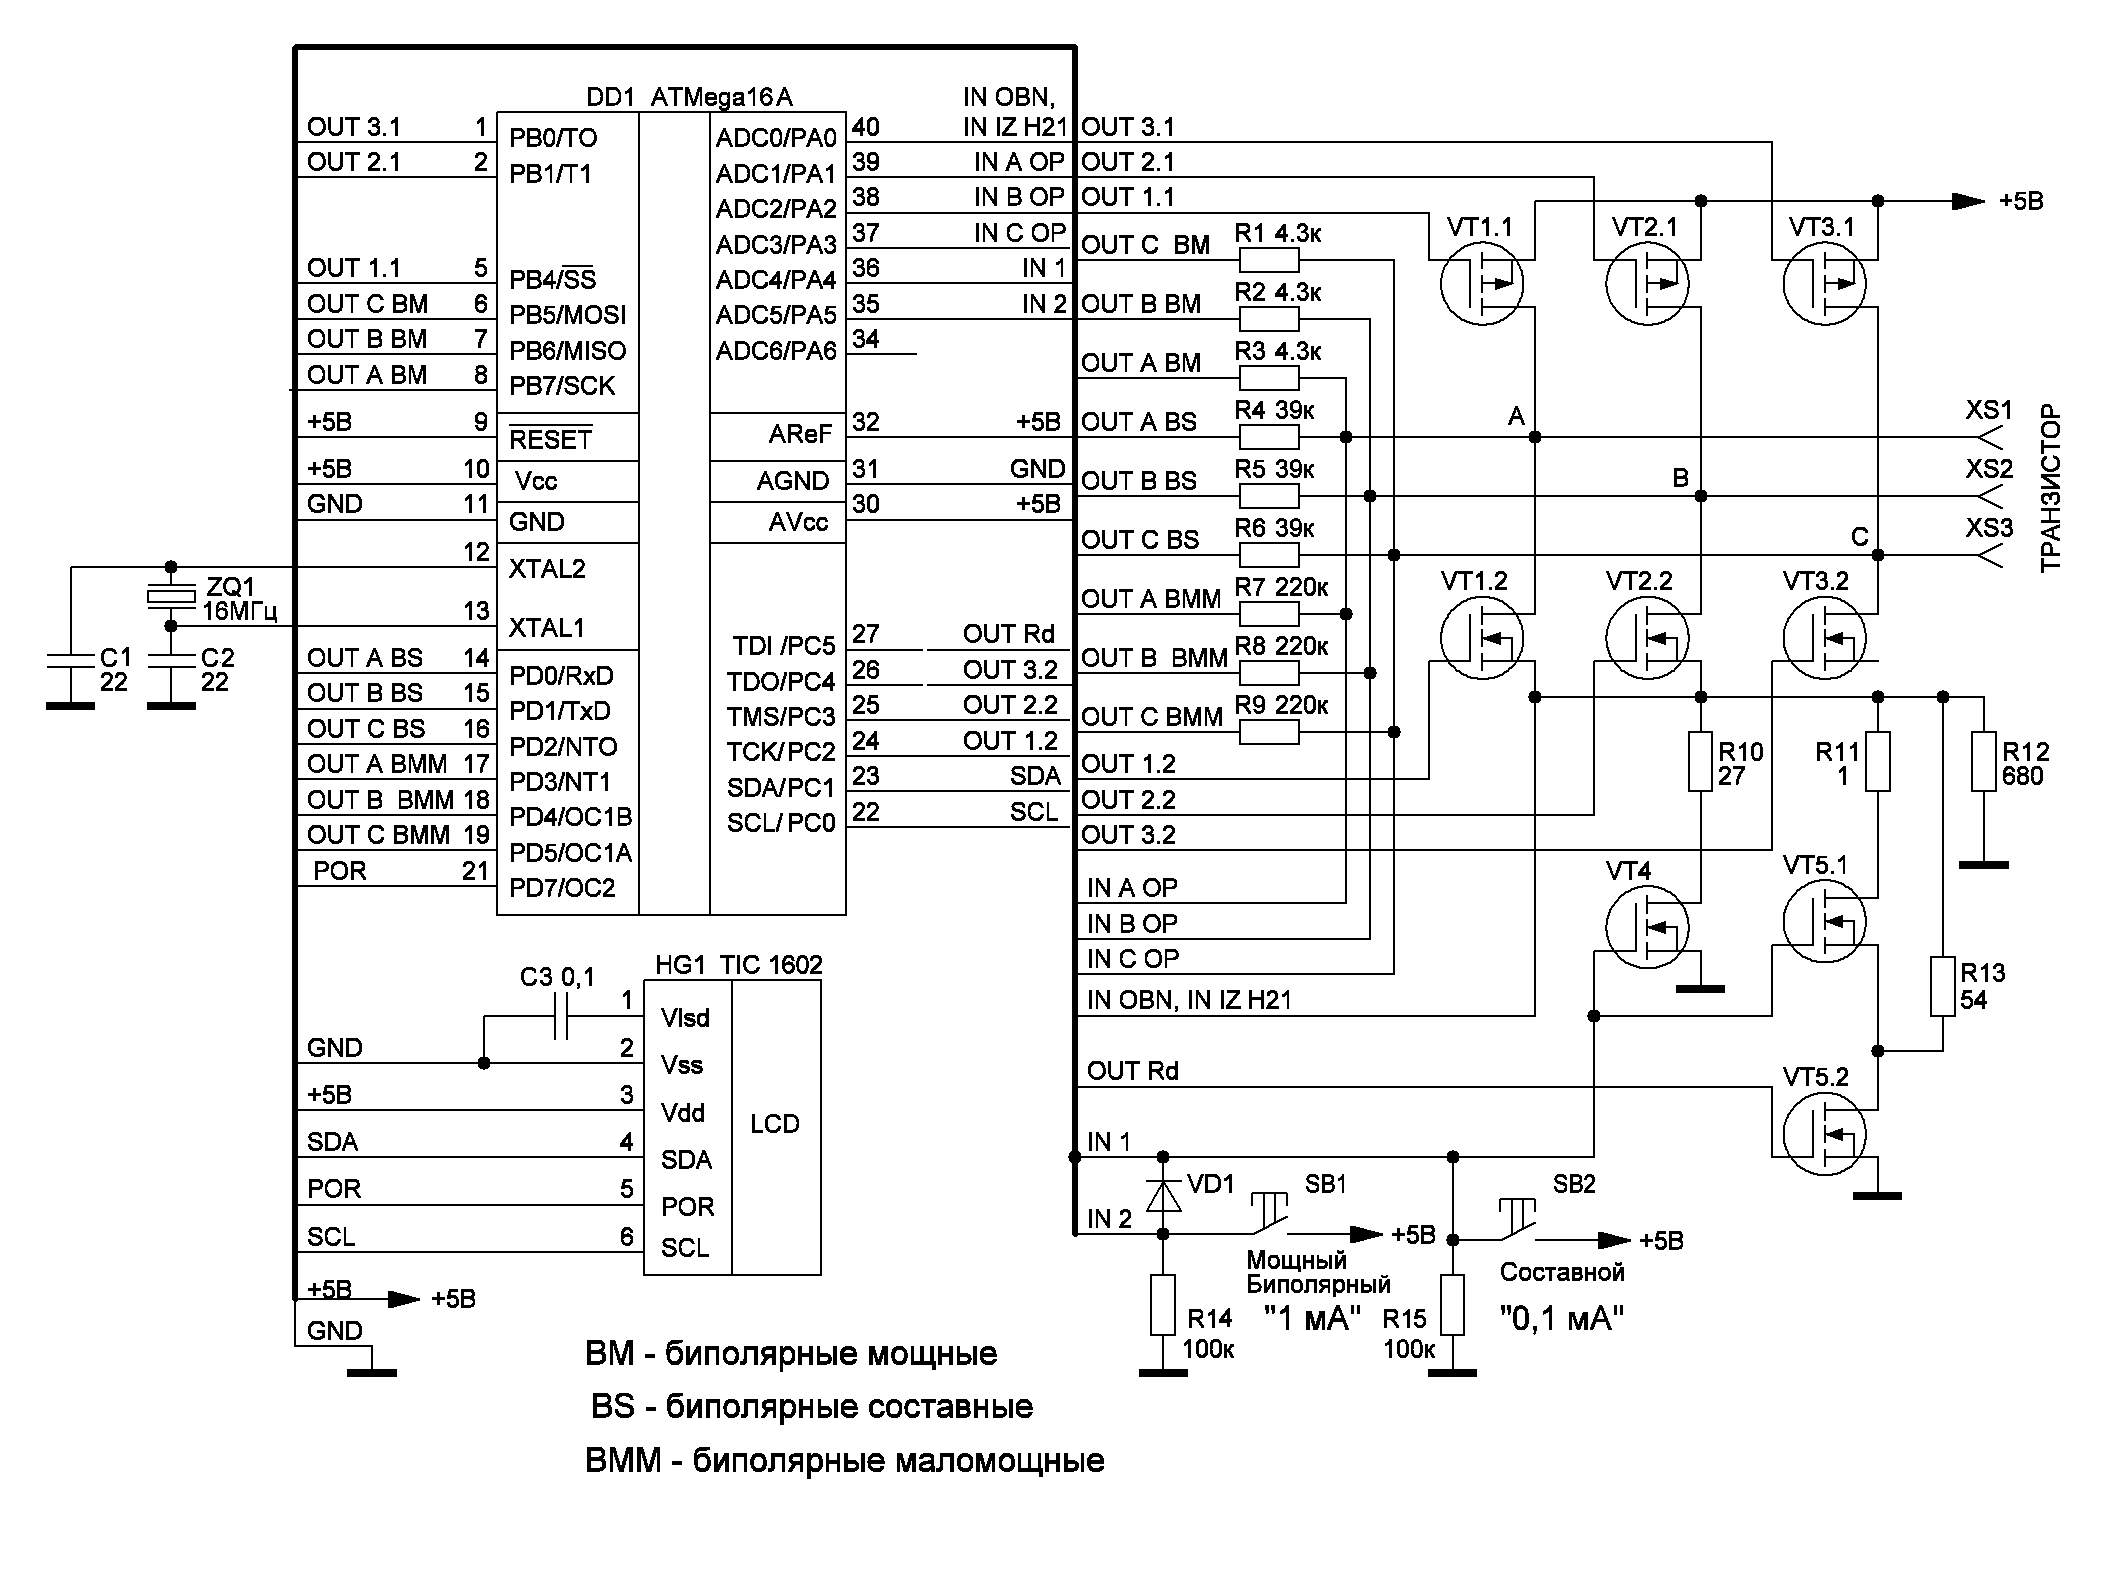 DD1 ATMega16A
OUT 3.1 1 PB0/TO
OUT 2.1 2 PB1/T1
OUT 1.1 5 PB4/SS
OUT C BM 6 PB5/MOSI
OUT B BM 7 PB6/MISO
OUT A BM 8 PB7/SCK
+5В 9 RESET
+5В 10 Vcc
GND 11 GND
12 XTAL2
13 XTAL1
ZQ1
16МГц
C1
22
C2
22
OUT A BS 14 PD0/RxD
OUT B BS 15 PD1/TxD
OUT C BS 16 PD2/NTO
OUT A BMM 17 PD3/NT1
OUT B BMM 18 PD4/OC1B
OUT C BMM 19 PD5/OC1A
POR 21 PD7/OC2
IN OBN,
ADC0/PA0 40 IN IZ H21
ADC1/PA1 39 IN A OP
ADC2/PA2 38 IN B OP
ADC3/PA3 37 IN C OP
ADC4/PA4 36 IN 1
ADC5/PA5 35 IN 2
ADC6/PA6 34
AReF 32 +5В
AGND 31 GND
AVcc 30 +5В
TDI /PC5 27 OUT Rd
TDO/PC4 26 OUT 3.2
TMS/PC3 25 OUT 2.2
TCK/PC2 24 OUT 1.2
SDA/PC1 23 SDA
SCL/ PC0 22 SCL
HG1 TIC 1602
C3 0,1
1 Vlsd
GND 2 Vss
+5В 3 Vdd
SDA 4 SDA
POR 5 POR
SCL 6 SCL
LCD
+5В +5В
GND
OUT 3.1
OUT 2.1
OUT 1.1
OUT C BM R1 4.3к
OUT B BM R2 4.3к
OUT A BM R3 4.3к
OUT A BS R4 39к
OUT B BS R5 39к
OUT C BS R6 39к
OUT A BMM R7 220к
OUT B BMM R8 220к
OUT C BMM R9 220к
OUT 1.2
OUT 2.2
OUT 3.2
IN A OP
IN B OP
IN C OP
IN OBN, IN IZ H21
OUT Rd
IN 1
IN 2
VT1.1 VT2.1 VT3.1
+5В
A XS1
B XS2
C XS3
ТРАНЗИСТОР
VT1.2 VT2.2 VT3.2
R10
27
R11
1
R12
680
VT4 VT5.1
R13
54
VT5.2
VD1 SB1 SB2
+5В +5В
Мощный
Биполярный
"1 мА"
Составной
"0,1 мА"
R14
100к
R15
100к
BM - биполярные мощные
BS - биполярные составные
BMM - биполярные маломощные